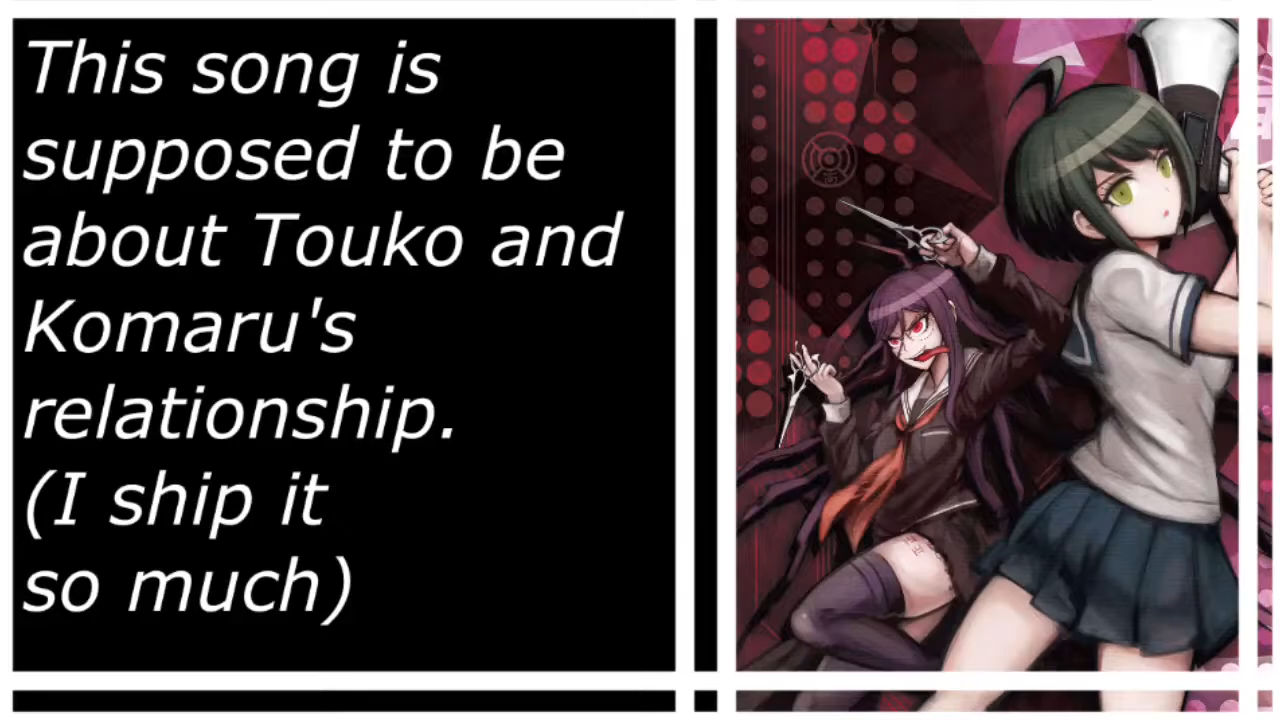 This song is
supposed to be
about Touko and
Komaru's
relationship.
(I ship it
so much)